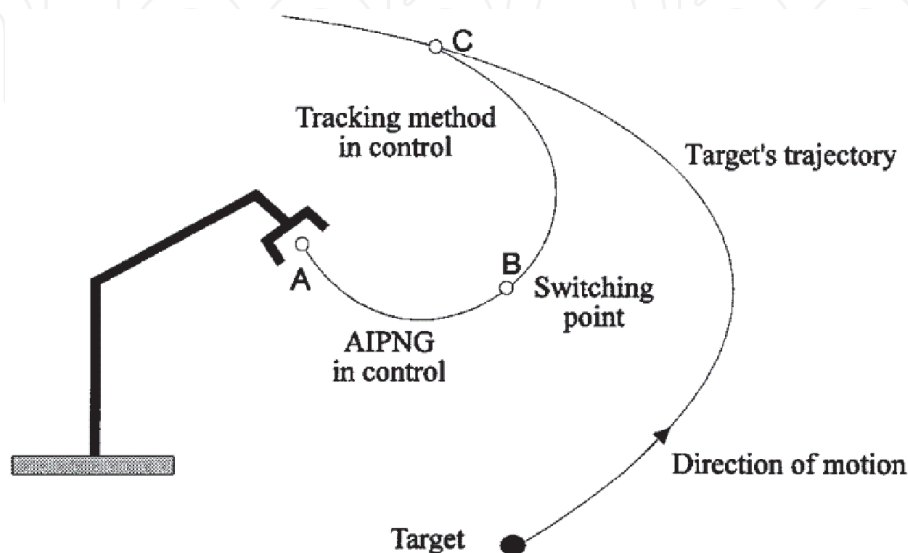 C
Tracking method
in control
Target's trajectory
A
B
Switching
point
AIPNG
in control
Direction of motion
Target